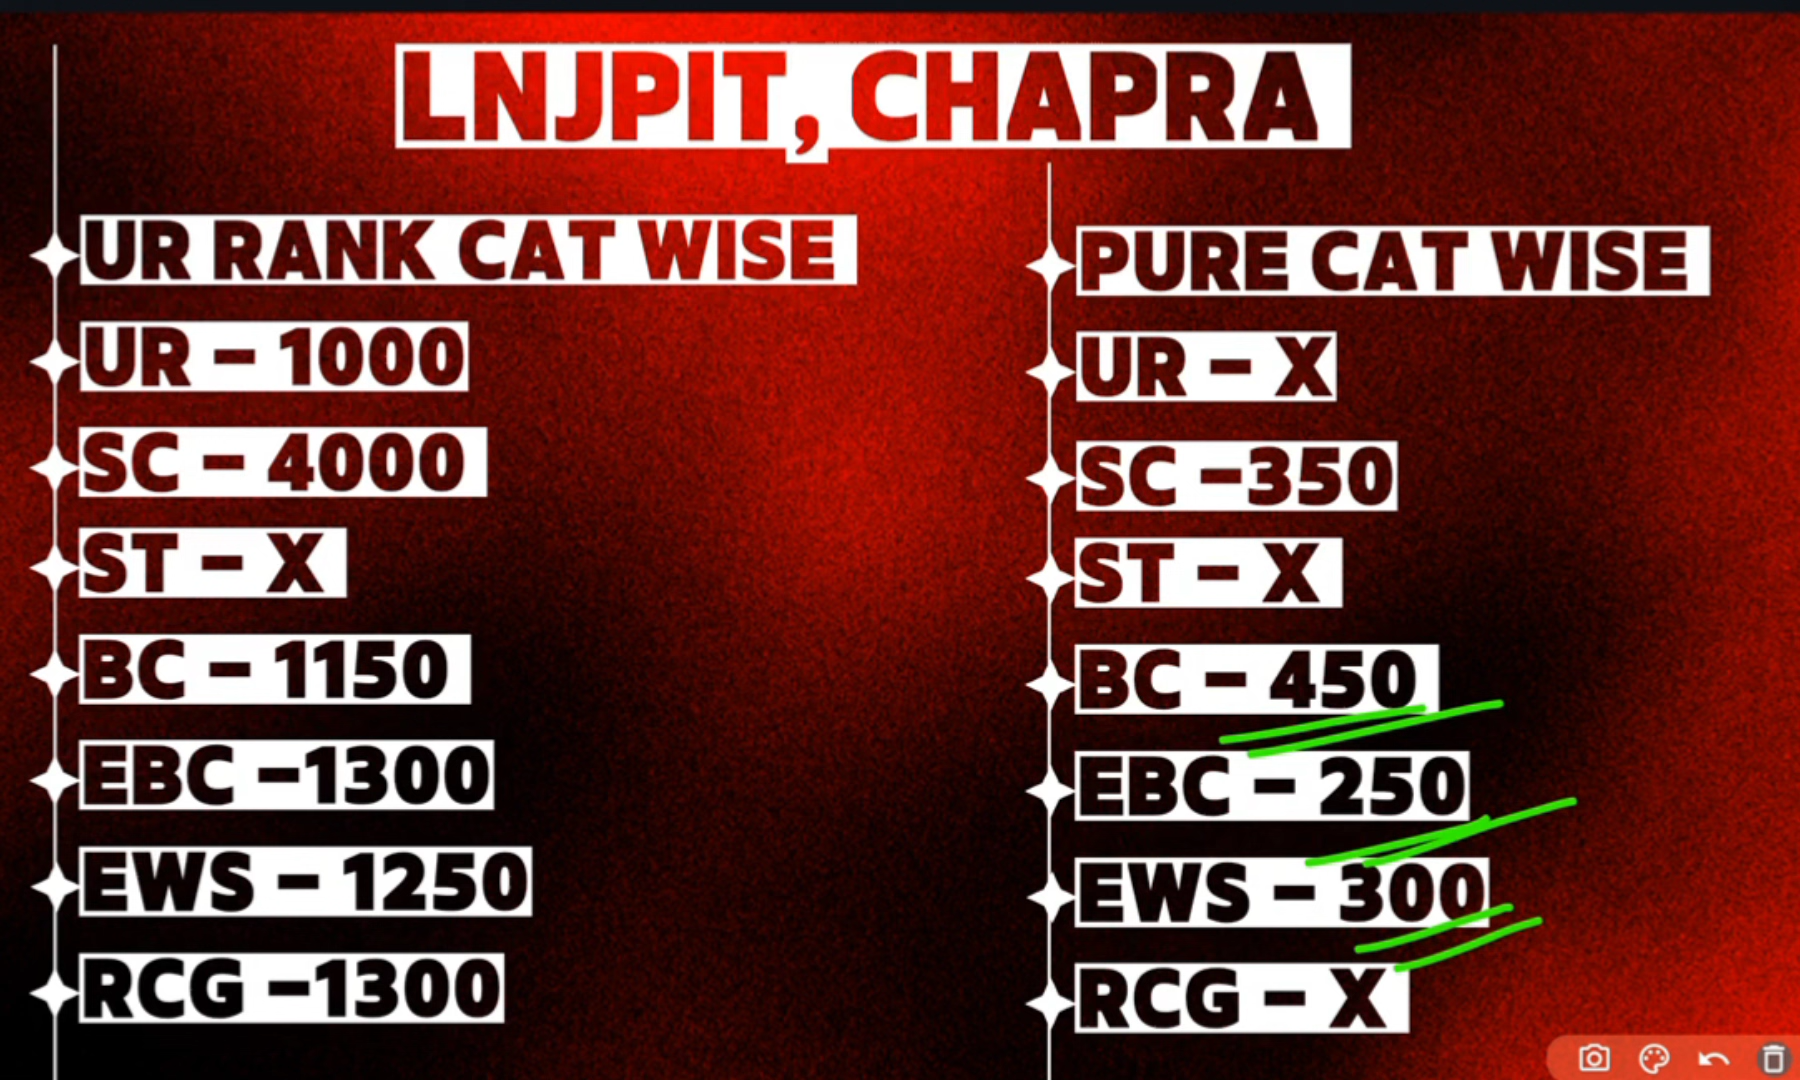 LNJPIT, CHAPRA
UR RANK CAT WISE
UR - 1000
SC - 4000
ST - X
BC - 1150
EBC -1300
EWS - 1250
RCG -1300
PURE CAT WISE
UR - X
SC -350
ST - X
BC - 450
EBC - 250
EWS - 300
RCG - X